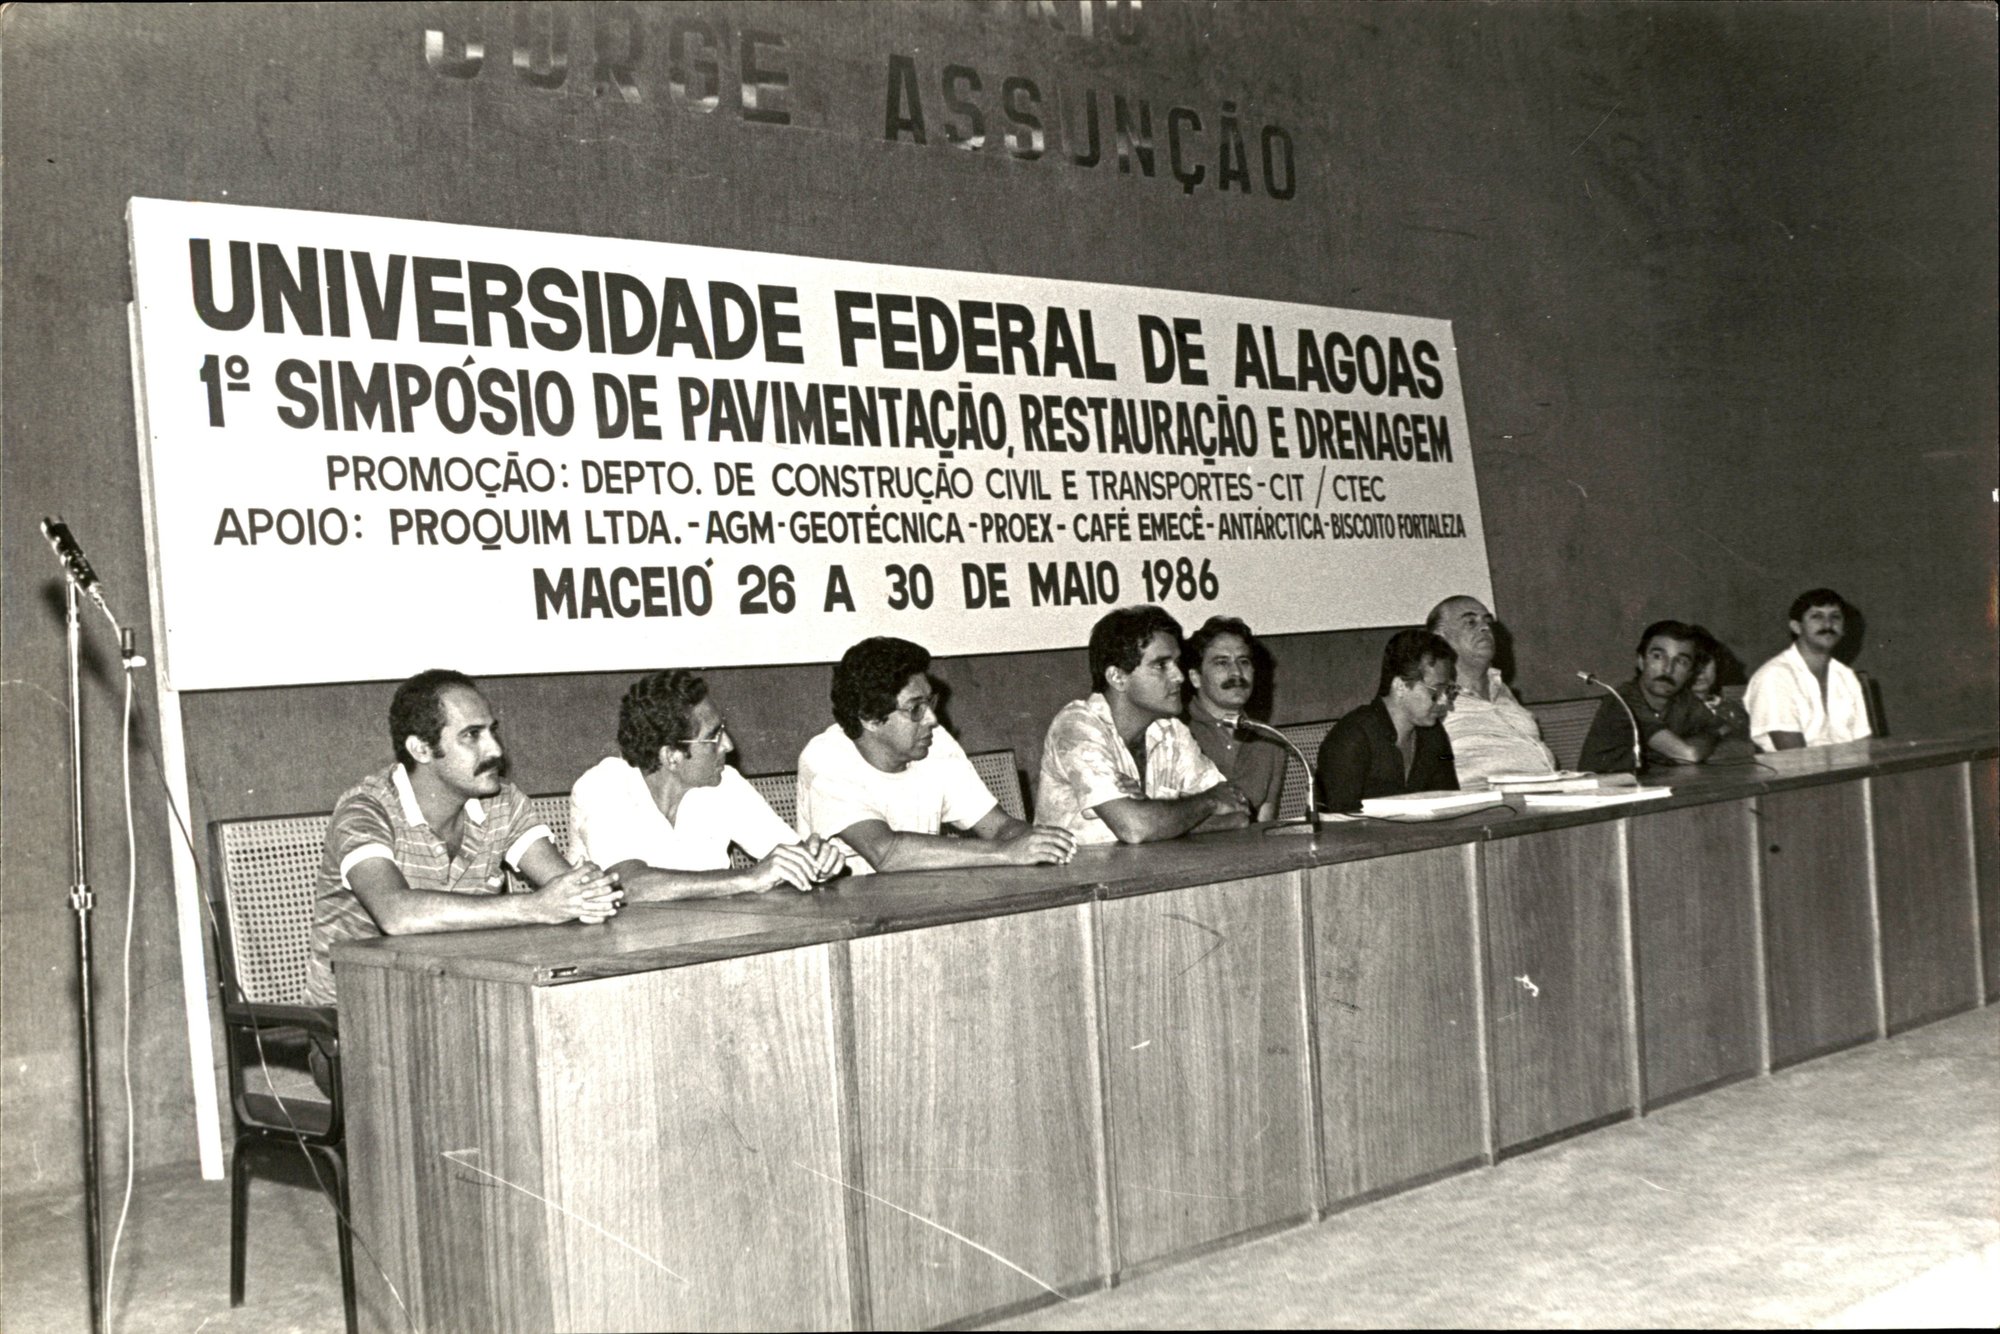 JORGE ASSUNÇÃO
UNIVERSIDADE FEDERAL DE ALAGOAS
1º SIMPÓSIO DE PAVIMENTAÇÃO, RESTAURAÇÃO E DRENAGEM
PROMOÇÃO: DEPTO. DE CONSTRUÇÃO CIVIL E TRANSPORTES-CIT / CTEC
APOIO: PROQUIM LTDA.-AGM-GEOTÉCNICA-PROEX-CAFÉ EMECÊ-ANTÁRCTICA-BISCOITO FORTALEZA
MACEIÓ 26 A 30 DE MAIO 1986